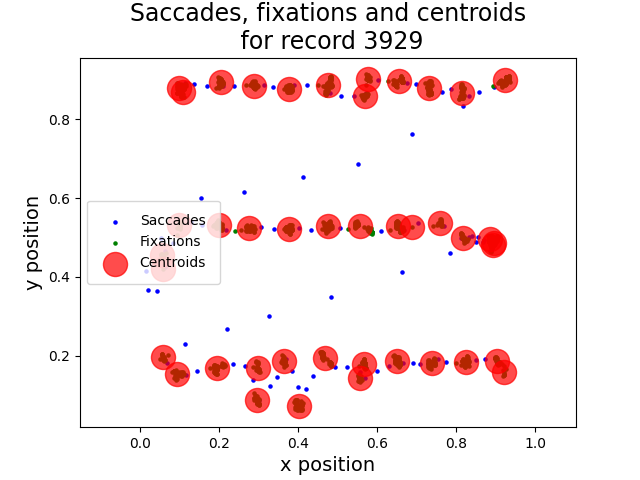 Saccades, fixations and centroids
for record 3929
y position
0.8
0.6
0.4
0.2
Saccades
Fixations
Centroids
0.0 0.2 0.4 0.6 0.8 1.0
x position